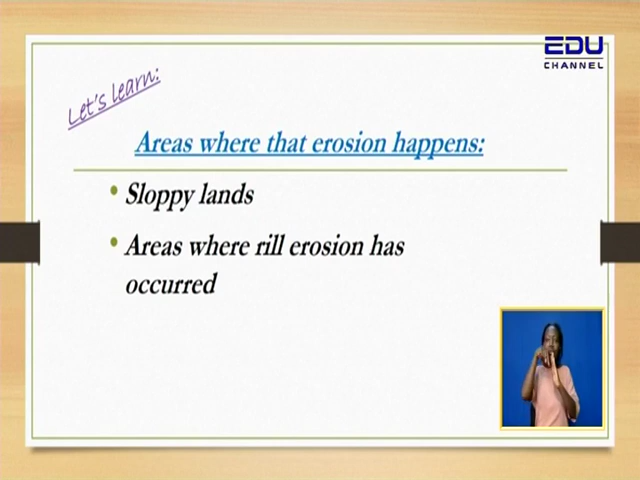 EDU
CHANNEL
Let's learn:
Areas where that erosion happens:
• Sloppy lands
• Areas where rill erosion has
occurred